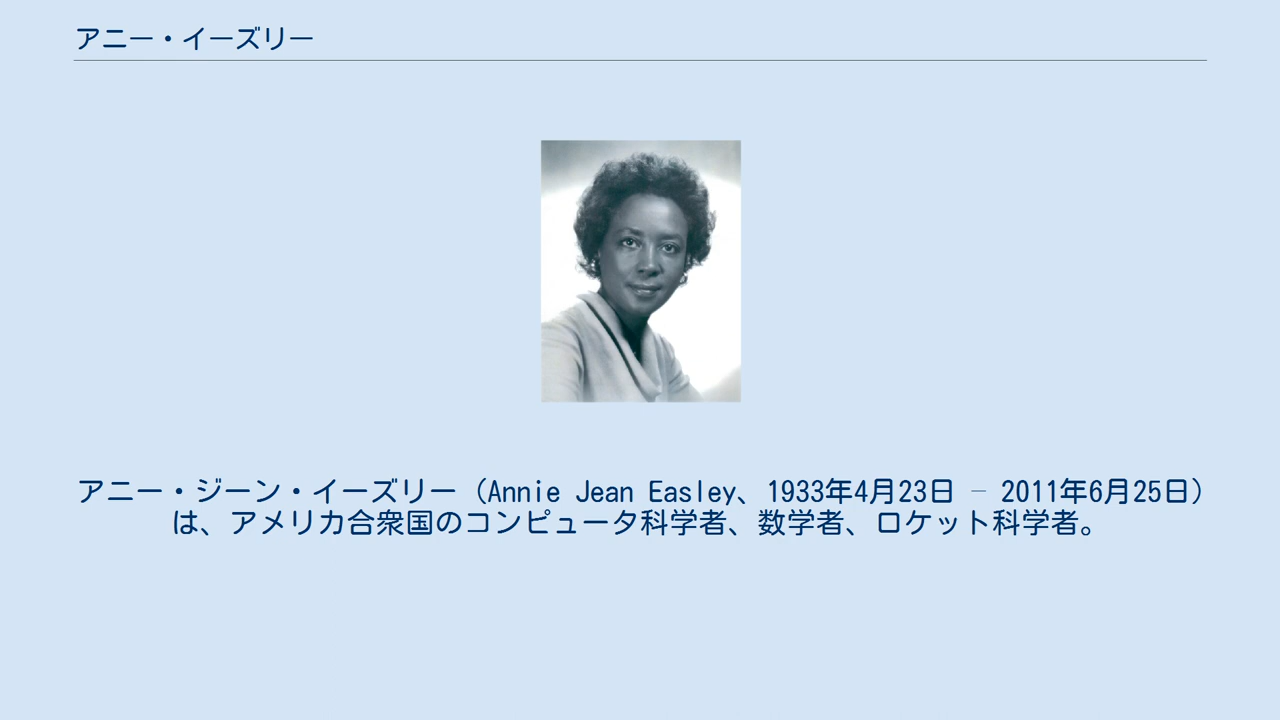 アニー・イーズリー
アニー・ジーン・イーズリー（Annie Jean Easley、1933年4月23日 – 2011年6月25日）
は、アメリカ合衆国のコンピュータ科学者、数学者、ロケット科学者。